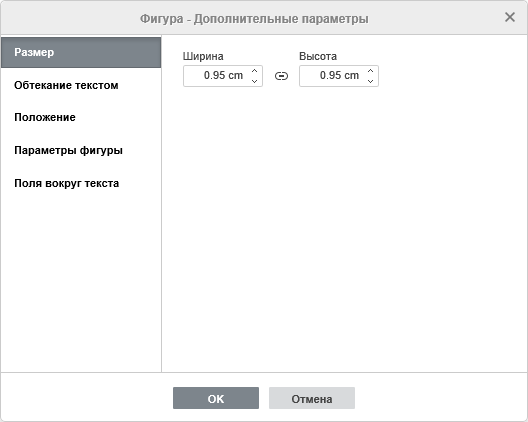 Фигура - Дополнительные параметры
Размер
Обтекание текстом
Положение
Параметры фигуры
Поля вокруг текста
Ширина Высота
0.95 cm 0.95 cm
OK Отмена